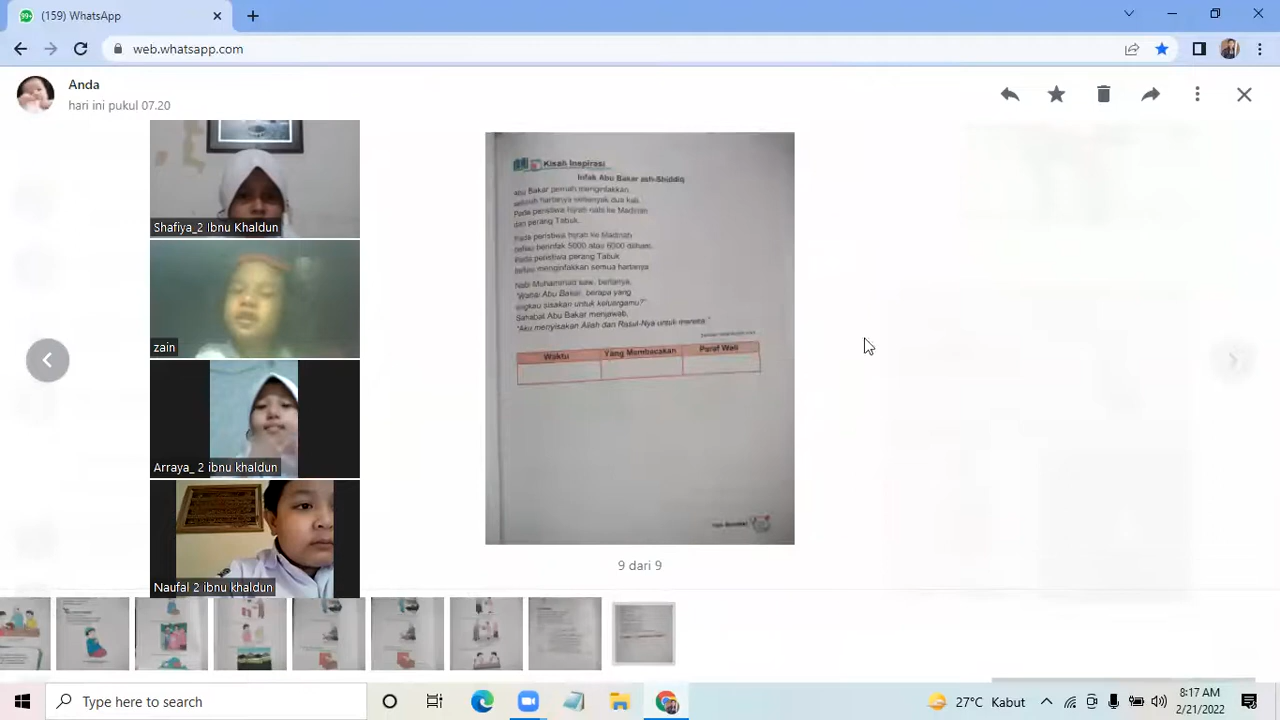 (159) WhatsApp
web.whatsapp.com
Anda
hari ini pukul 07.20
Shafiya_2 Ibnu Khaldun
zain
Arraya_ 2 ibnu khaldun
Naufal 2 ibnu khaldun
Kisah Inspirasi
Infak Abu Bakar ash-Shiddiq
Abu Bakar pernah menginfakkan
seluruh hartanya sebanyak dua kali.
Pada peristiwa hijrah nabi ke Madinah
dan perang Tabuk.
Pada peristiwa hijrah ke Madinah
beliau berinfak 5000 atau 6000 dirham.
Pada peristiwa perang Tabuk
beliau menginfakkan semua hartanya
Nabi Muhammad saw. bertanya,
"Wahai Abu Bakar, berapa yang
engkau sisakan untuk keluargamu?"
Sahabat Abu Bakar menjawab,
"Aku menyisakan Allah dan Rasul-Nya untuk mereka."
Waktu Yang Membacakan Paraf Wali
9 dari 9
Type here to search
27°C Kabut
8:17 AM
2/21/2022